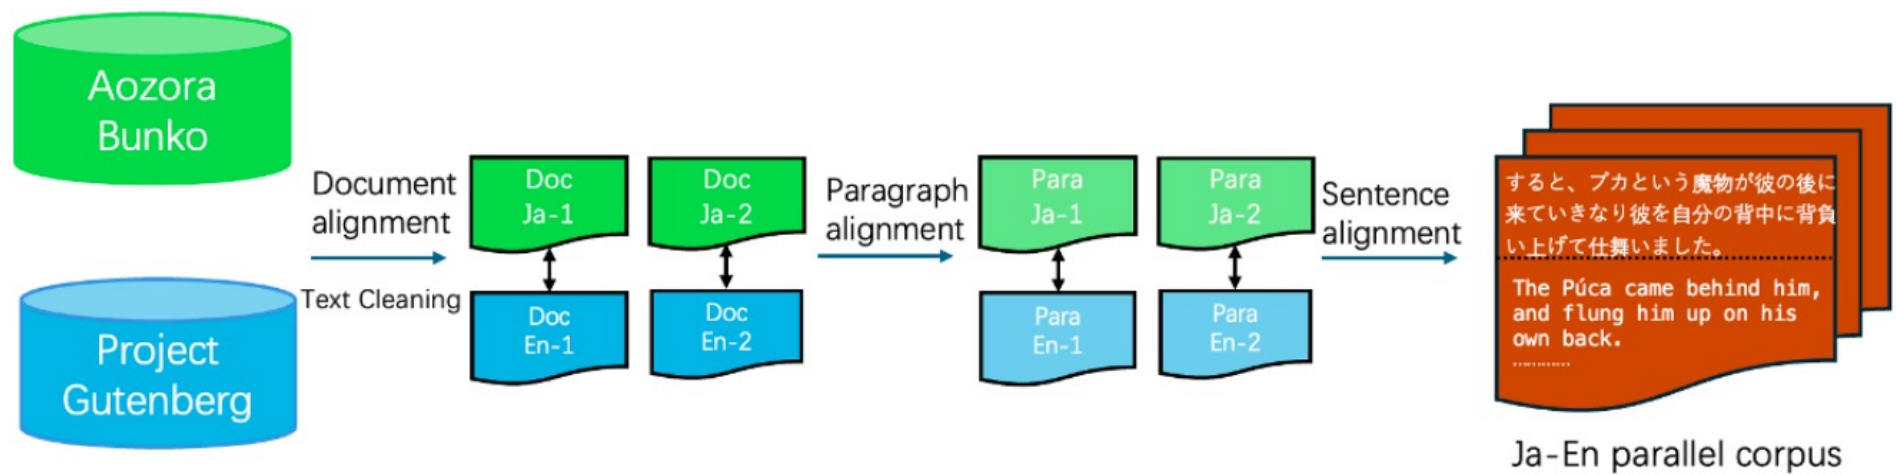 Aozora
Bunko
Project
Gutenberg
Document
alignment
Text Cleaning
Doc
Ja-1
Doc
Ja-2
Doc
En-1
Doc
En-2
Paragraph
alignment
Para
Ja-1
Para
Ja-2
Para
En-1
Para
En-2
Sentence
alignment
すると、プカという魔物が彼の後に
来ていきなり彼を自分の背中に背負
い上げて仕舞いました。
The Púca came behind him,
and flung him up on his
own back.
............
Ja-En parallel corpus